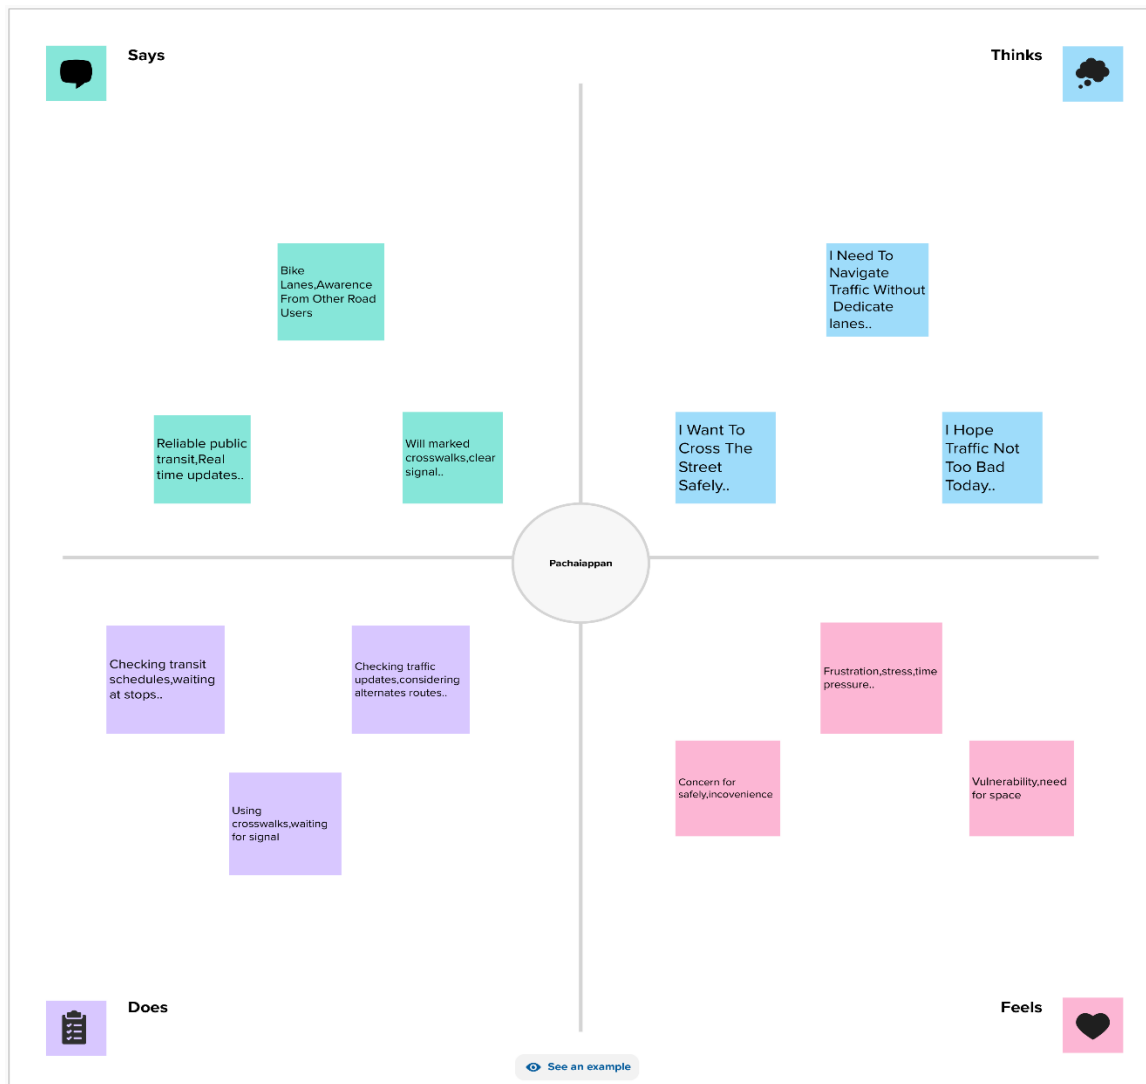 Says
Thinks
Bike
Lanes,Awarence
From Other Road
Users
Reliable public
transit,Real
time updates..
Will marked
crosswalks,clear
signal..
I Need To
Navigate
Traffic Without
Dedicate
lanes..
I Want To
Cross The
Street
Safely..
I Hope
Traffic Not
Too Bad
Today..
Pachaiappan
Checking transit
schedules,waiting
at stops..
Checking traffic
updates,considering
alternates routes..
Using
crosswalks,waiting
for signal
Frustration,stress,time
pressure..
Concern for
safely,incovenience
Vulnerability,need
for space
Does
Feels
See an example